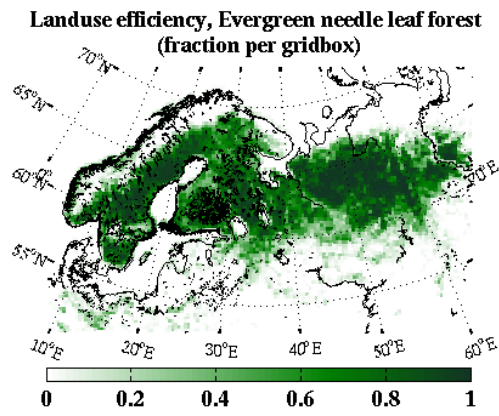 Landuse efficiency, Evergreen needle leaf forest
(fraction per gridbox)
70°N
65°N
60°N
55°N
70°E
10°E 20°E 30°E 40°E 50°E 60°E
0 0.2 0.4 0.6 0.8 1